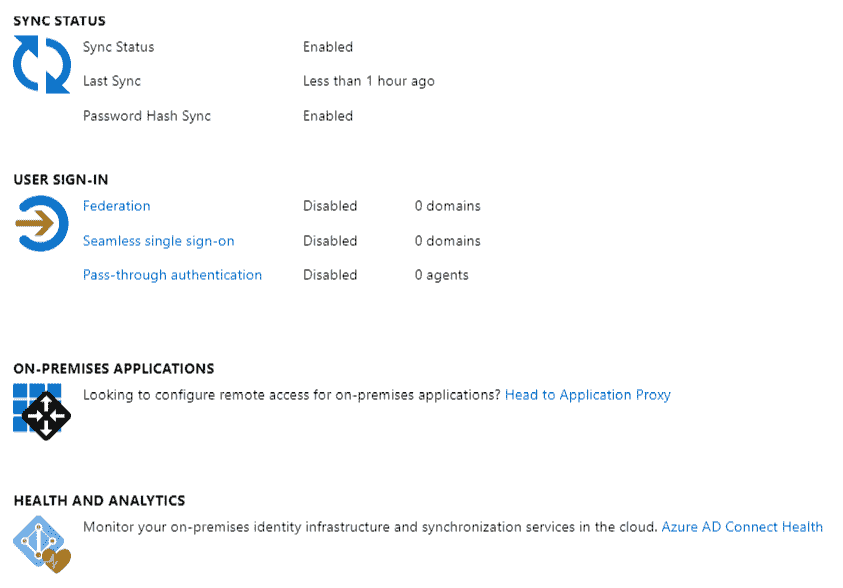 SYNC STATUS
Sync Status Enabled
Last Sync Less than 1 hour ago
Password Hash Sync Enabled
USER SIGN-IN
Federation Disabled 0 domains
Seamless single sign-on Disabled 0 domains
Pass-through authentication Disabled 0 agents
ON-PREMISES APPLICATIONS
Looking to configure remote access for on-premises applications? Head to Application Proxy
HEALTH AND ANALYTICS
Monitor your on-premises identity infrastructure and synchronization services in the cloud. Azure AD Connect Health